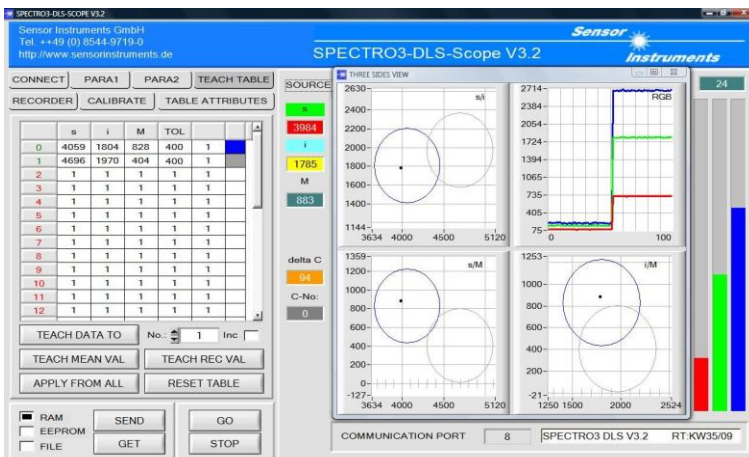 SPECTRO3-DLS-SCOPE V3.2
Sensor Instruments GmbH
Tel. ++49 (0) 8544-9719-0
http://www.sensorinstruments.de
SPECTRO3-DLS-Scope V3.2
Sensor
Instruments
CONNECT PARA1 PARA2 TEACH TABLE
RECORDER CALIBRATE TABLE ATTRIBUTES
s i M TOL
0 4059 1804 828 400 1
1 4696 1970 404 400 1
2 1 1 1 1 1
3 1 1 1 1 1
4 1 1 1 1 1
5 1 1 1 1 1
6 1 1 1 1 1
7 1 1 1 1 1
8 1 1 1 1 1
9 1 1 1 1 1
10 1 1 1 1 1
11 1 1 1 1 1
12 1 1 1 1 1
TEACH DATA TO No.: 1 Inc
TEACH MEAN VAL TEACH REC VAL
APPLY FROM ALL RESET TABLE
RAM
EEPROM
FILE
SEND GO
GET STOP
SOURCE
s
3984
i
1785
M
883
delta C
94
C-No:
0
THREE SIDES VIEW
s/i
2630
2400
2200
2000
1800
1600
1400
1144
3634 4000 4500 5120
RGB
2714
2384
2054
1724
1394
1065
735
405
75
0 100
s/M
1359
1200
1000
800
600
400
200
0
-127
3634 4000 4500 5120
i/M
1253
1000
800
600
400
200
-21
1250 1500 2000 2524
24
COMMUNICATION PORT 8 SPECTRO3 DLS V3.2 RT:KW35/09